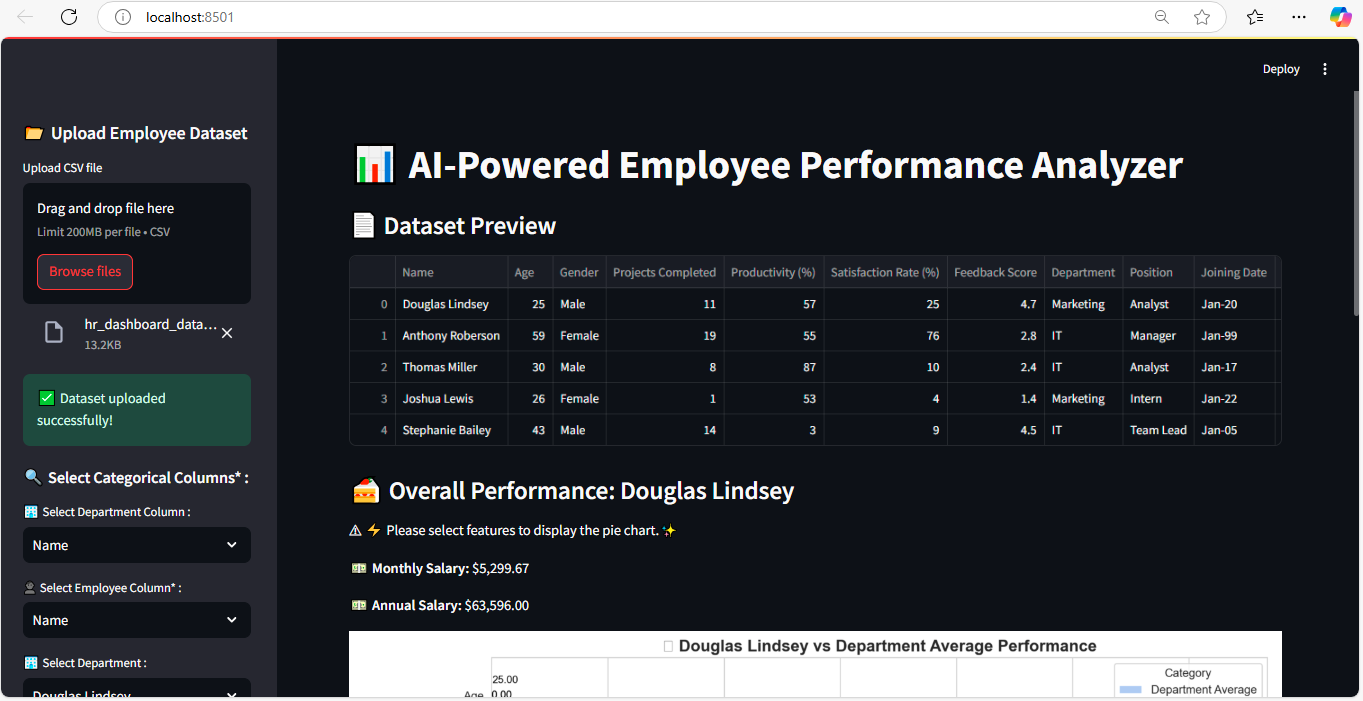 localhost:8501
Deploy
📂 Upload Employee Dataset
Upload CSV file
Drag and drop file here
Limit 200MB per file • CSV
Browse files
hr_dashboard_data...
13.2KB
✅ Dataset uploaded
successfully!
🔍 Select Categorical Columns* :
🏢 Select Department Column :
Name
Select Employee Column* :
Name
🏢 Select Department :
Douglas Lindsey
📊 AI-Powered Employee Performance Analyzer
📄 Dataset Preview
Name Age Gender Projects Completed Productivity (%) Satisfaction Rate (%) Feedback Score Department Position Joining Date
0 Douglas Lindsey 25 Male 11 57 25 4.7 Marketing Analyst Jan-20
1 Anthony Roberson 59 Female 19 55 76 2.8 IT Manager Jan-99
2 Thomas Miller 30 Male 8 87 10 2.4 IT Analyst Jan-17
3 Joshua Lewis 26 Female 1 53 4 1.4 Marketing Intern Jan-22
4 Stephanie Bailey 43 Male 14 3 9 4.5 IT Team Lead Jan-05
🍰 Overall Performance: Douglas Lindsey
⚠ ⚡ Please select features to display the pie chart. ✨
💵 Monthly Salary: $5,299.67
💵 Annual Salary: $63,596.00
Douglas Lindsey vs Department Average Performance
25.00
Age 0.00
Category
Department Average